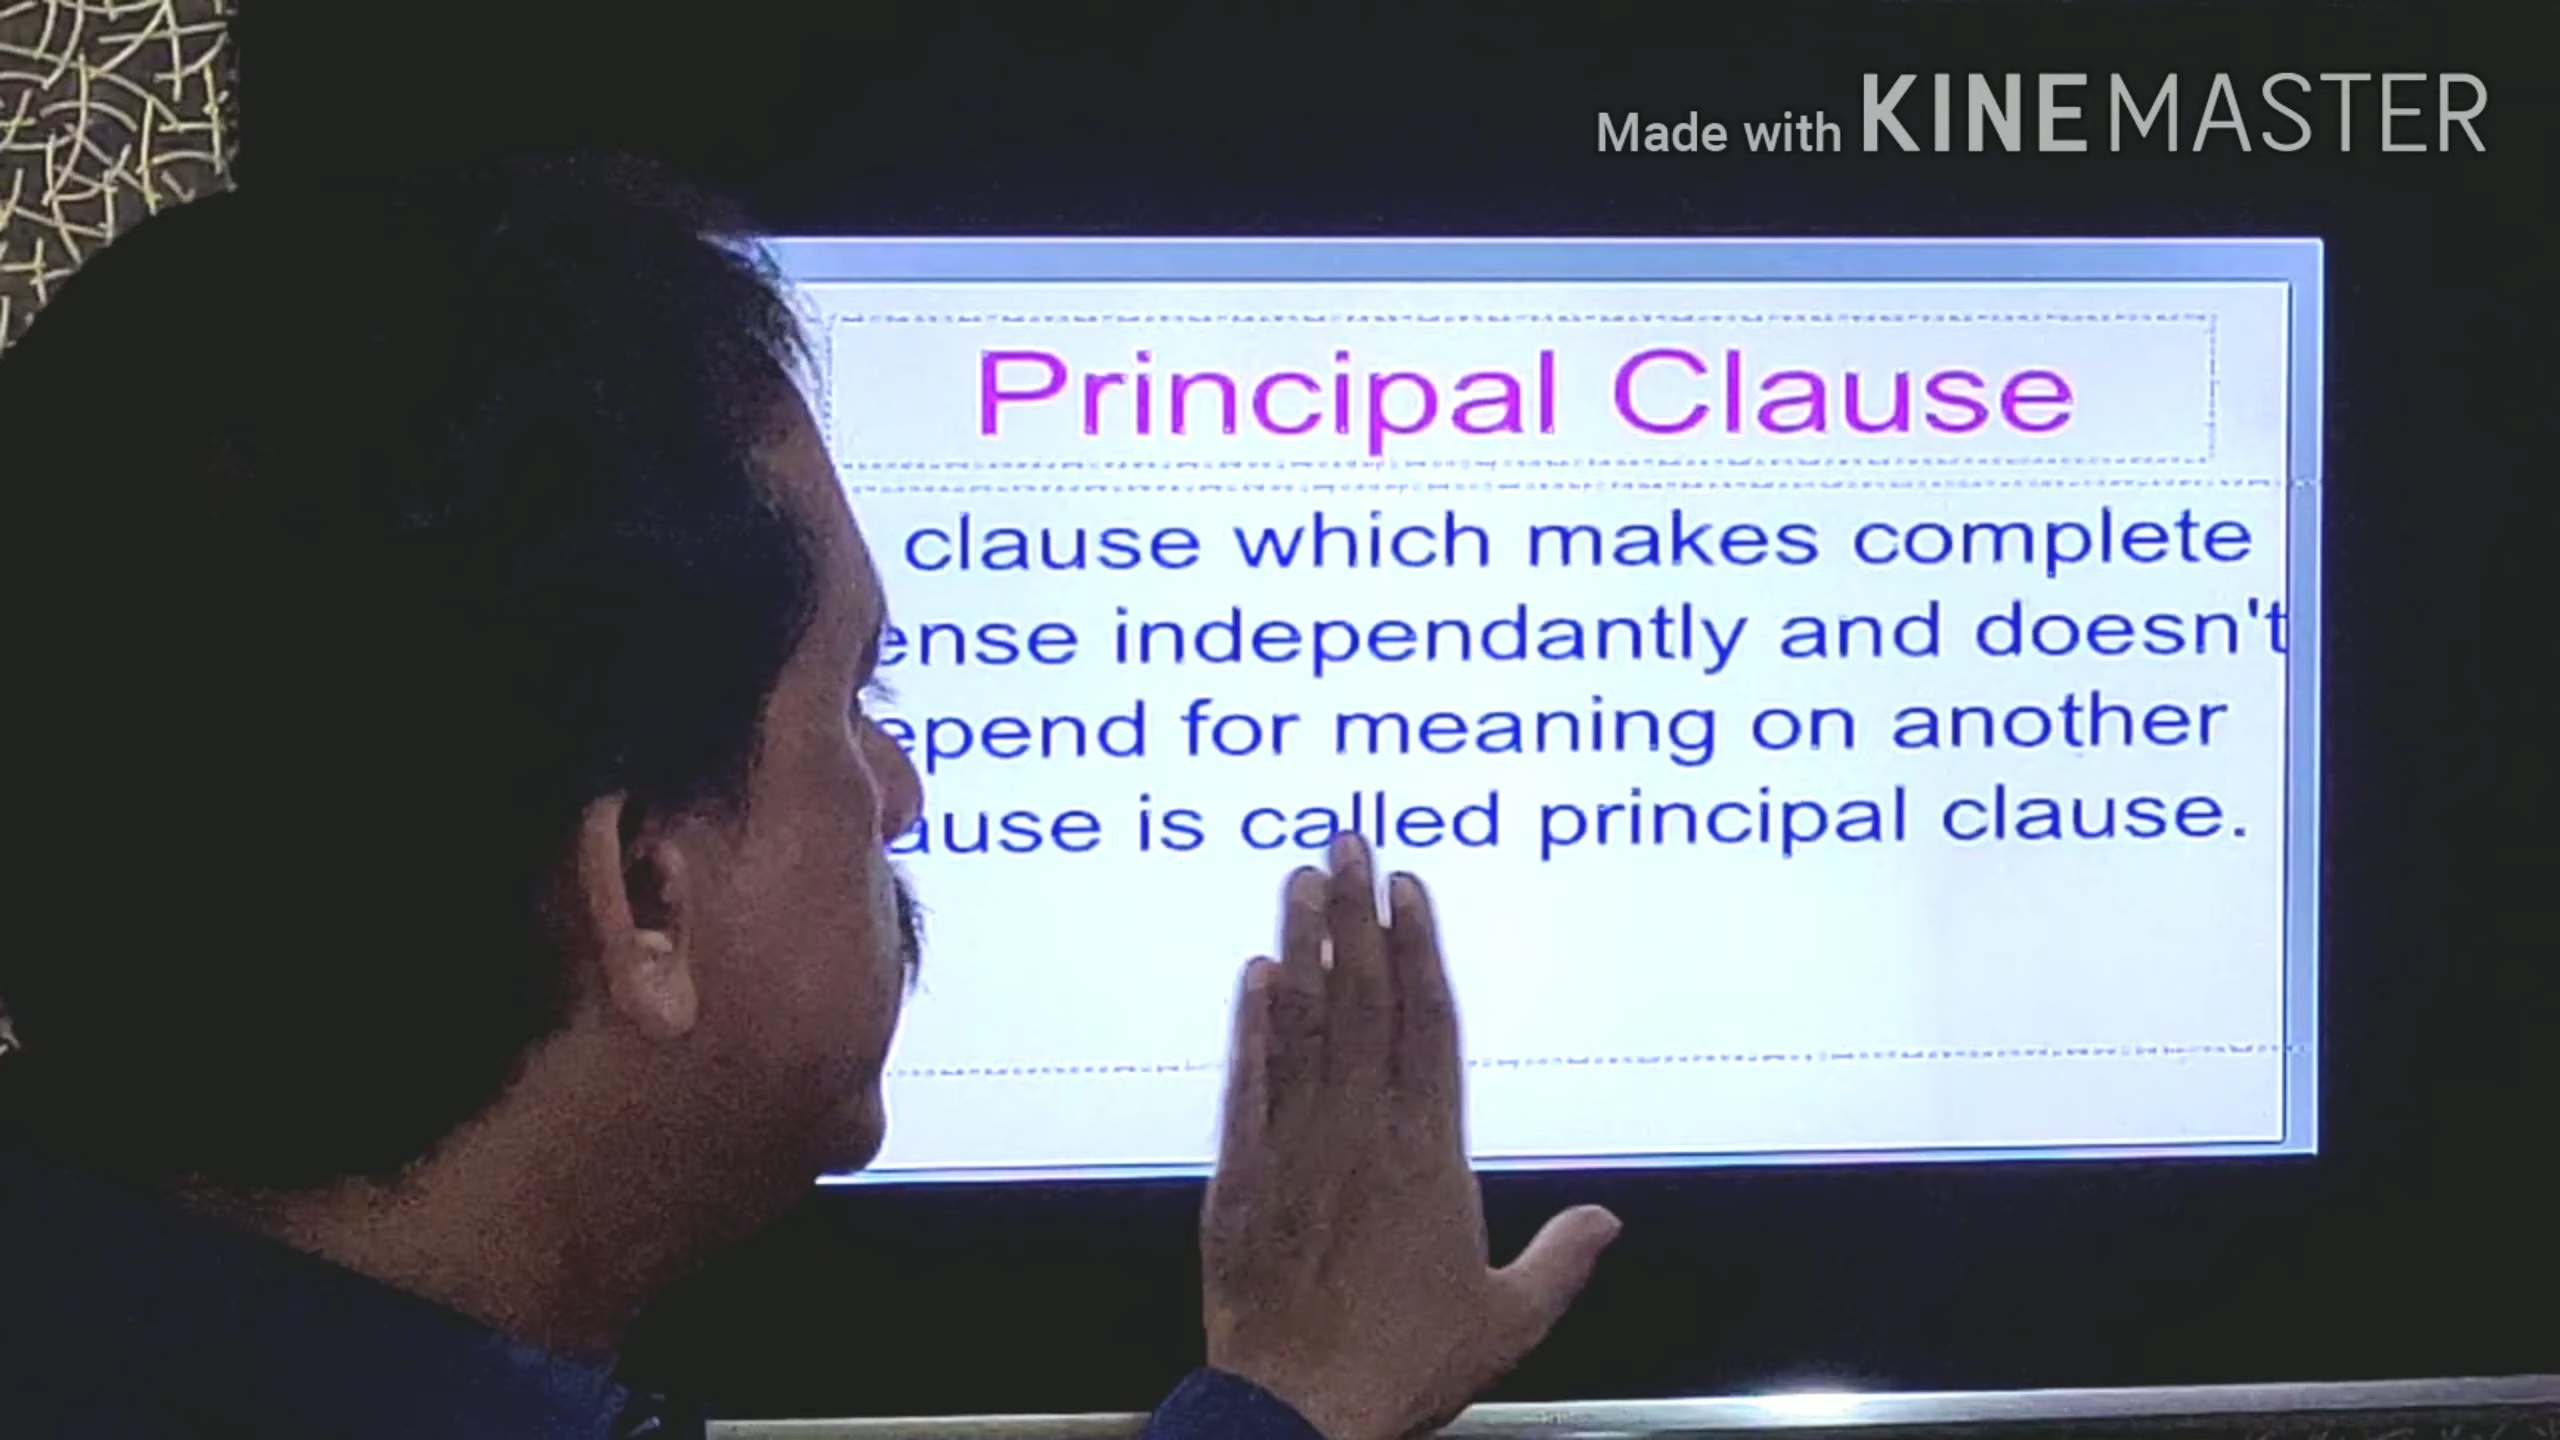 Made with KINEMASTER
Principal Clause
clause which makes complete
ense independantly and doesn't
epend for meaning on another
ause is called principal clause.